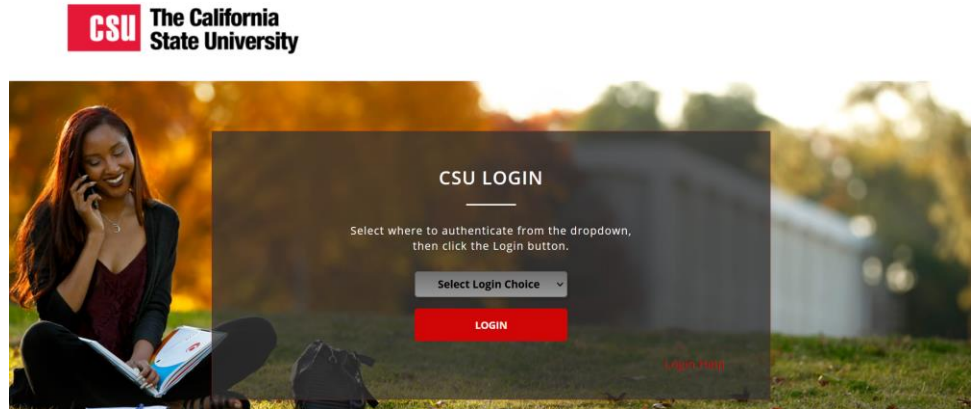 CSU The California
State University
CSU LOGIN
Select where to authenticate from the dropdown,
then click the Login button.
Select Login Choice
LOGIN
Login help